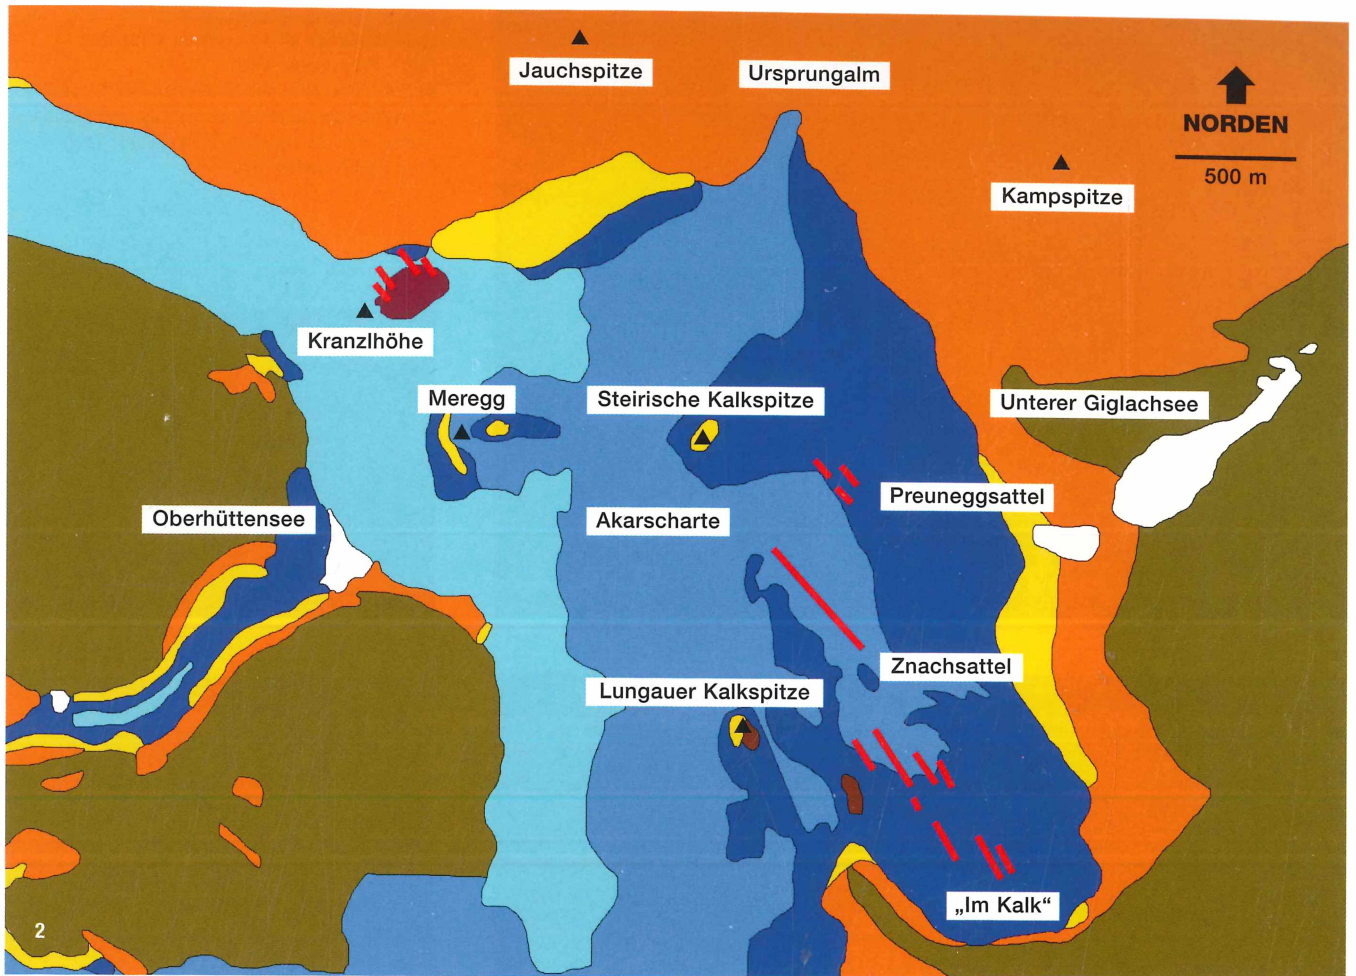 Jauchspitze
Ursprungalm
NORDEN
500 m
Kampspitze
Kranzlhöhe
Meregg
Steirische Kalkspitze
Unterer Giglachsee
Preuneggsattel
Oberhüttensee
Akarscharte
Znachsattel
Lungauer Kalkspitze
„Im Kalk“
2